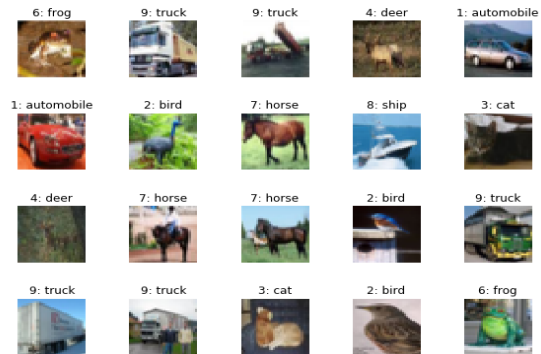 6: frog 9: truck 9: truck 4: deer 1: automobile
1: automobile 2: bird 7: horse 8: ship 3: cat
4: deer 7: horse 7: horse 2: bird 9: truck
9: truck 9: truck 3: cat 2: bird 6: frog